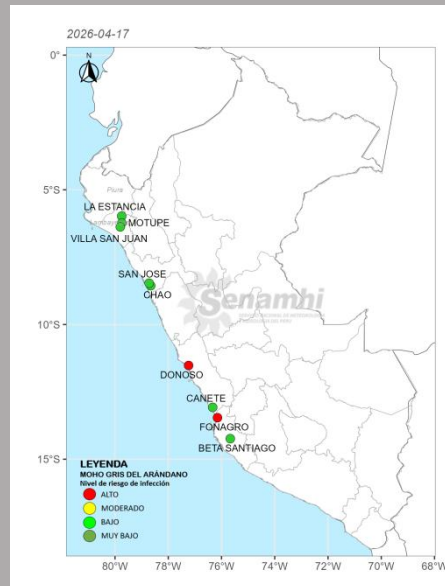 2026-04-17
N
0°
5°S
10°S
15°S
Piura
LA ESTANCIA
MOTUPE
VILLA SAN JUAN
SAN JOSE
CHAO
Senamhi
DONOSO
CAÑETE
FONAGRO
BETA SANTIAGO
LEYENDA
MOHO GRIS DEL ARÁNDANO
Nivel de riesgo de infección
ALTO
MODERADO
BAJO
MUY BAJO
80°W 78°W 76°W 74°W 72°W 70°W 68°W